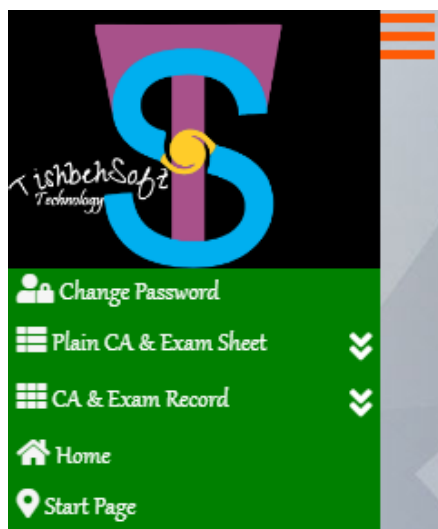 TishbehSoft
Technology
Change Password
Plain CA & Exam Sheet
CA & Exam Record
Home
Start Page